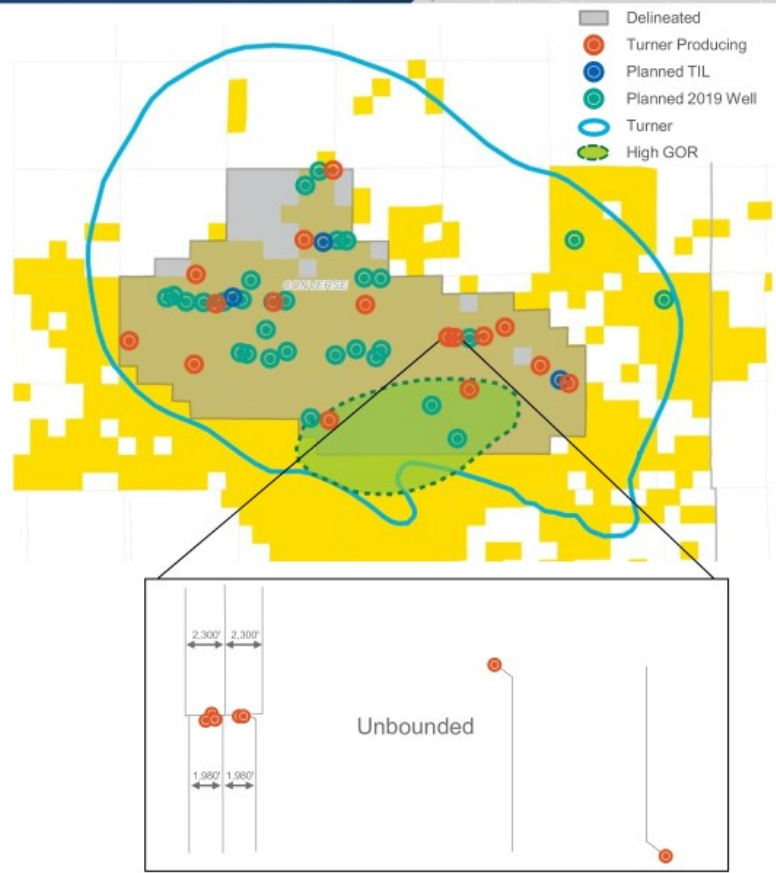 Delineated
Turner Producing
Planned TIL
Planned 2019 Well
Turner
High GOR
CONVERSE
2,300' 2,300'
Unbounded
1,980' 1,980'